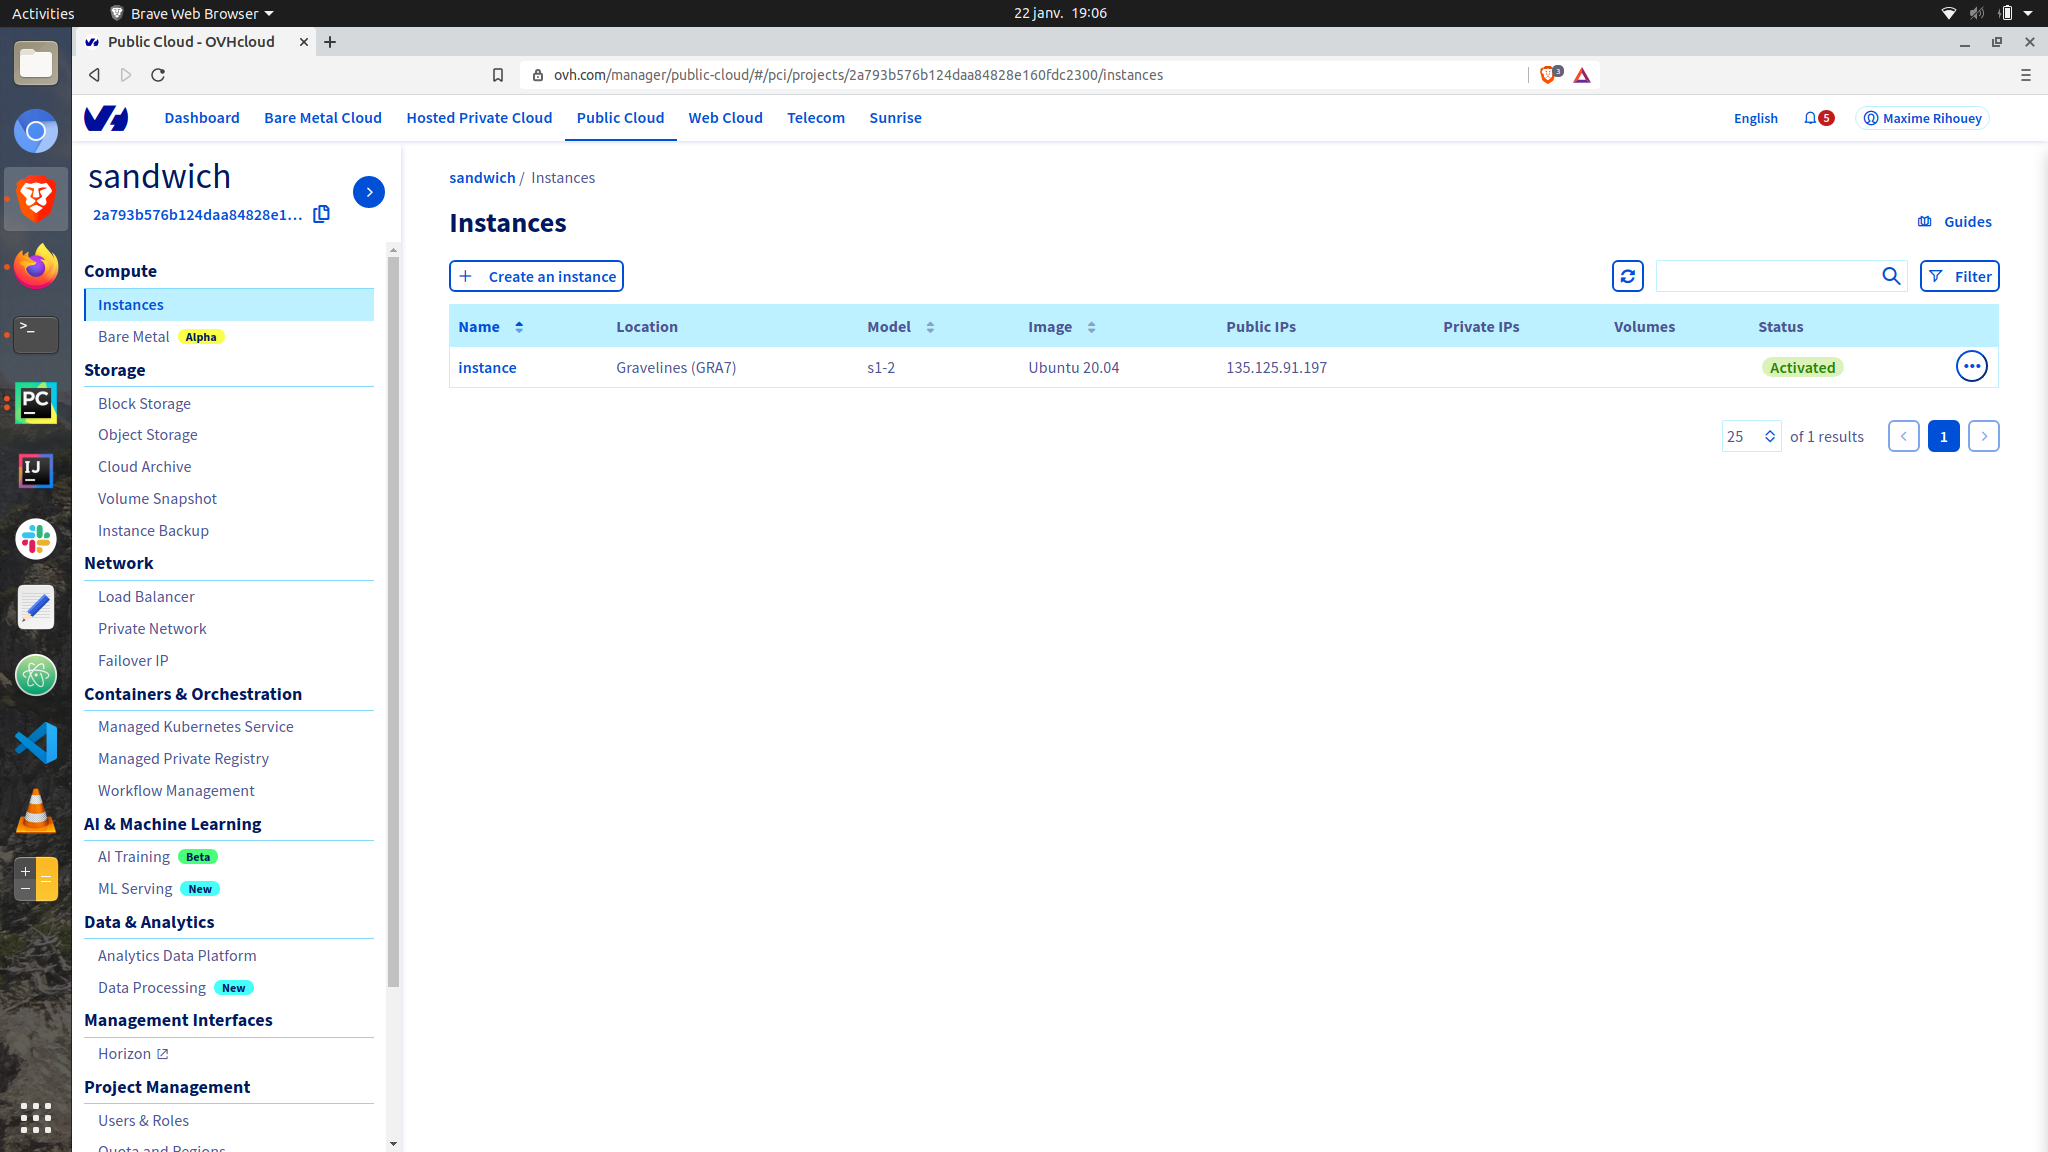 Activities
Brave Web Browser
22 janv. 19:06
Public Cloud - OVHcloud
ovh.com/manager/public-cloud/#/pci/projects/2a793b576b124daa84828e160fdc2300/instances
3
Dashboard
Bare Metal Cloud
Hosted Private Cloud
Public Cloud
Web Cloud
Telecom
Sunrise
English
5
Maxime Rihouey
sandwich
2a793b576b124daa84828e1...
Compute
Instances
Bare Metal Alpha
Storage
Block Storage
Object Storage
Cloud Archive
Volume Snapshot
Instance Backup
Network
Load Balancer
Private Network
Failover IP
Containers & Orchestration
Managed Kubernetes Service
Managed Private Registry
Workflow Management
AI & Machine Learning
AI Training Beta
ML Serving New
Data & Analytics
Analytics Data Platform
Data Processing New
Management Interfaces
Horizon
Project Management
Users & Roles
Quota and Regions
sandwich / Instances
Instances
Guides
+ Create an instance
Filter
Name Location Model Image Public IPs Private IPs Volumes Status
instance Gravelines (GRA7) s1-2 Ubuntu 20.04 135.125.91.197 Activated
25 of 1 results 1
>_
PC
IJ